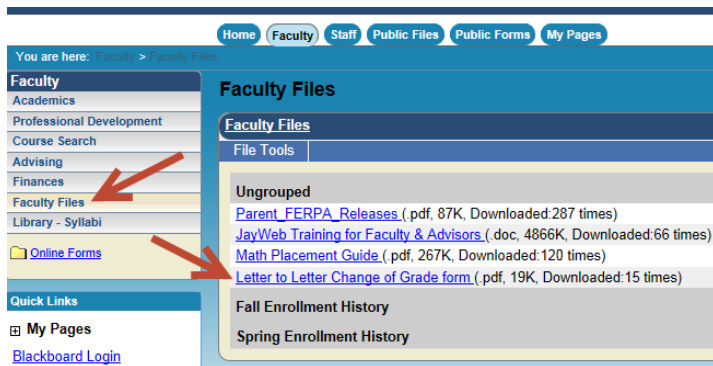 Home Faculty Staff Public Files Public Forms My Pages
You are here: Faculty > Faculty Files
Faculty
Academics
Professional Development
Course Search
Advising
Finances
Faculty Files
Library - Syllabi
Online Forms
Quick Links
My Pages
Blackboard Login
Faculty Files
Faculty Files
File Tools
Ungrouped
Parent_FERPA_Releases (.pdf, 87K, Downloaded:287 times)
JayWeb Training for Faculty & Advisors (.doc, 4866K, Downloaded:66 times)
Math Placement Guide (.pdf, 267K, Downloaded:120 times)
Letter to Letter Change of Grade form (.pdf, 19K, Downloaded:15 times)
Fall Enrollment History
Spring Enrollment History